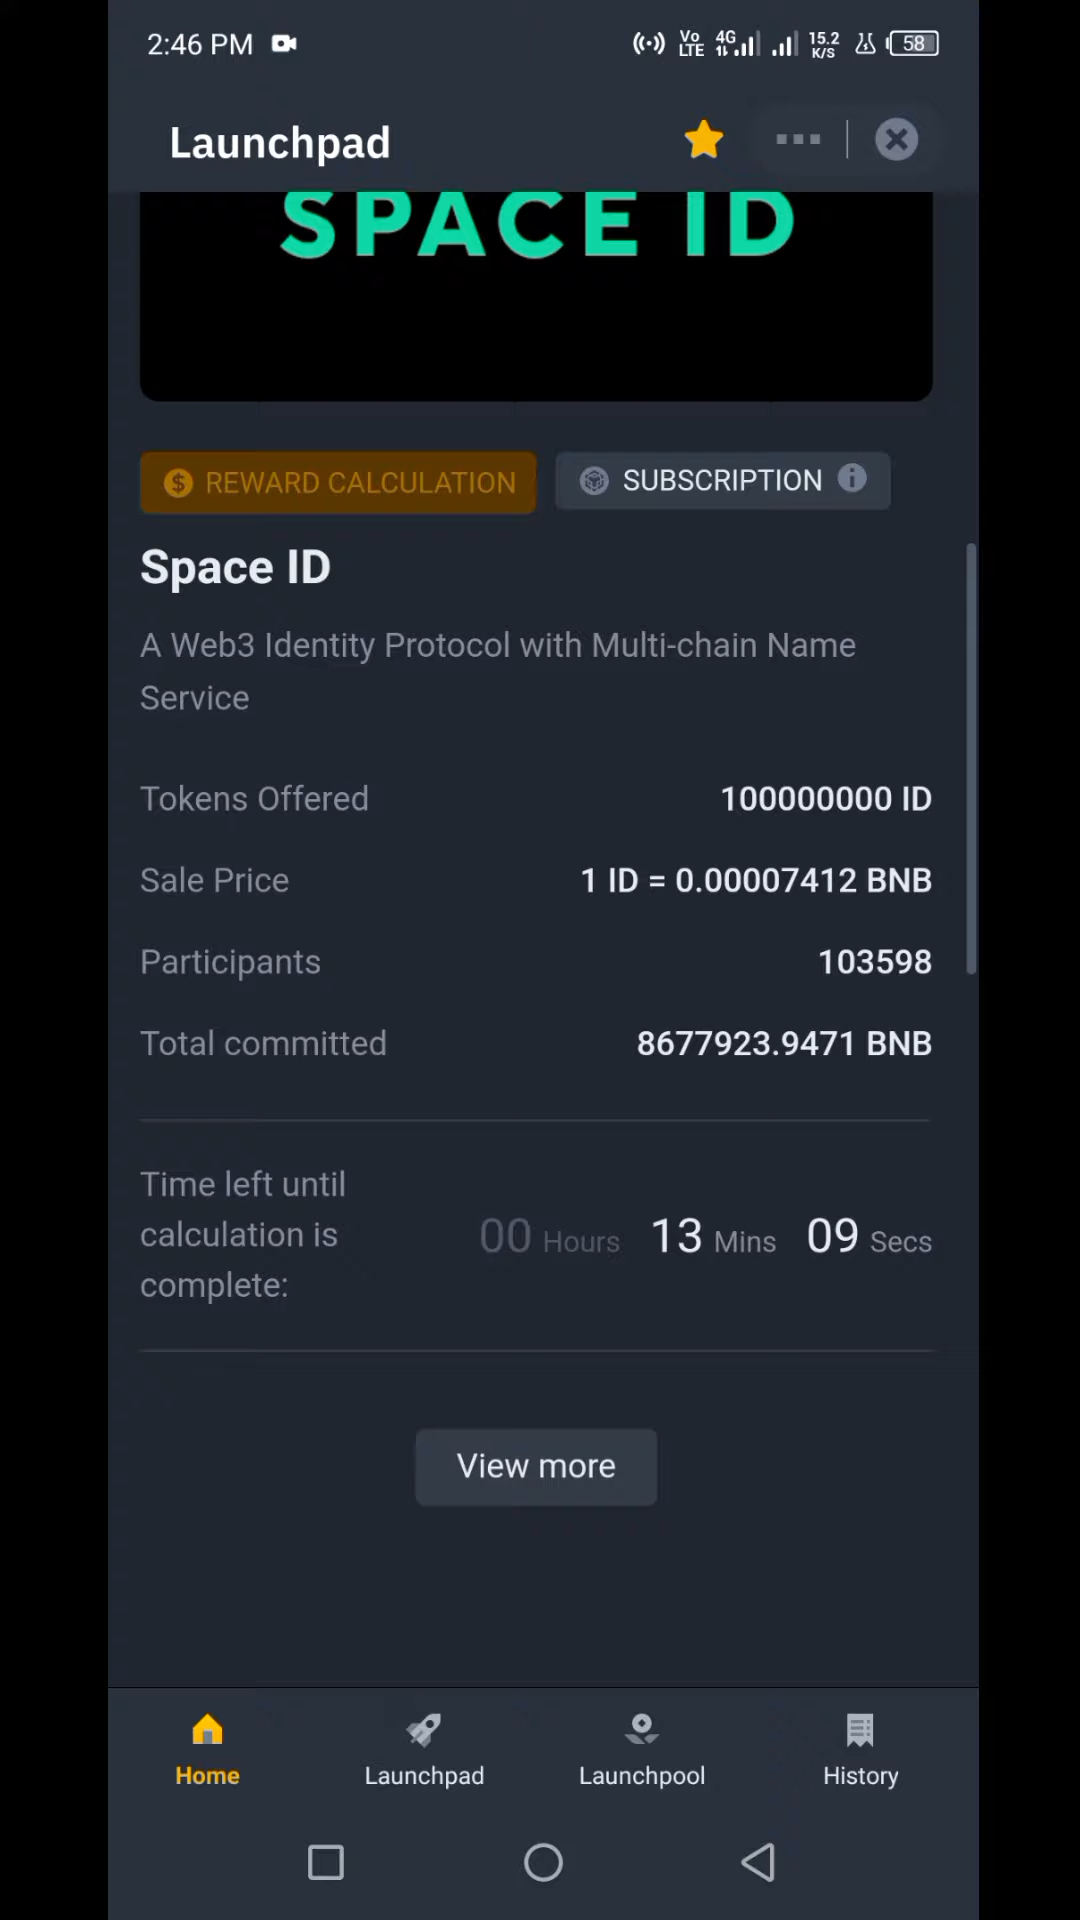 2:46 PM Vo LTE 4G 15.2 K/S 58
Launchpad
SPACE ID
REWARD CALCULATION SUBSCRIPTION
Space ID
A Web3 Identity Protocol with Multi-chain Name
Service
Tokens Offered 100000000 ID
Sale Price 1 ID = 0.00007412 BNB
Participants 103598
Total committed 8677923.9471 BNB
Time left until
calculation is
complete:
00 Hours 13 Mins 09 Secs
View more
Home Launchpad Launchpool History